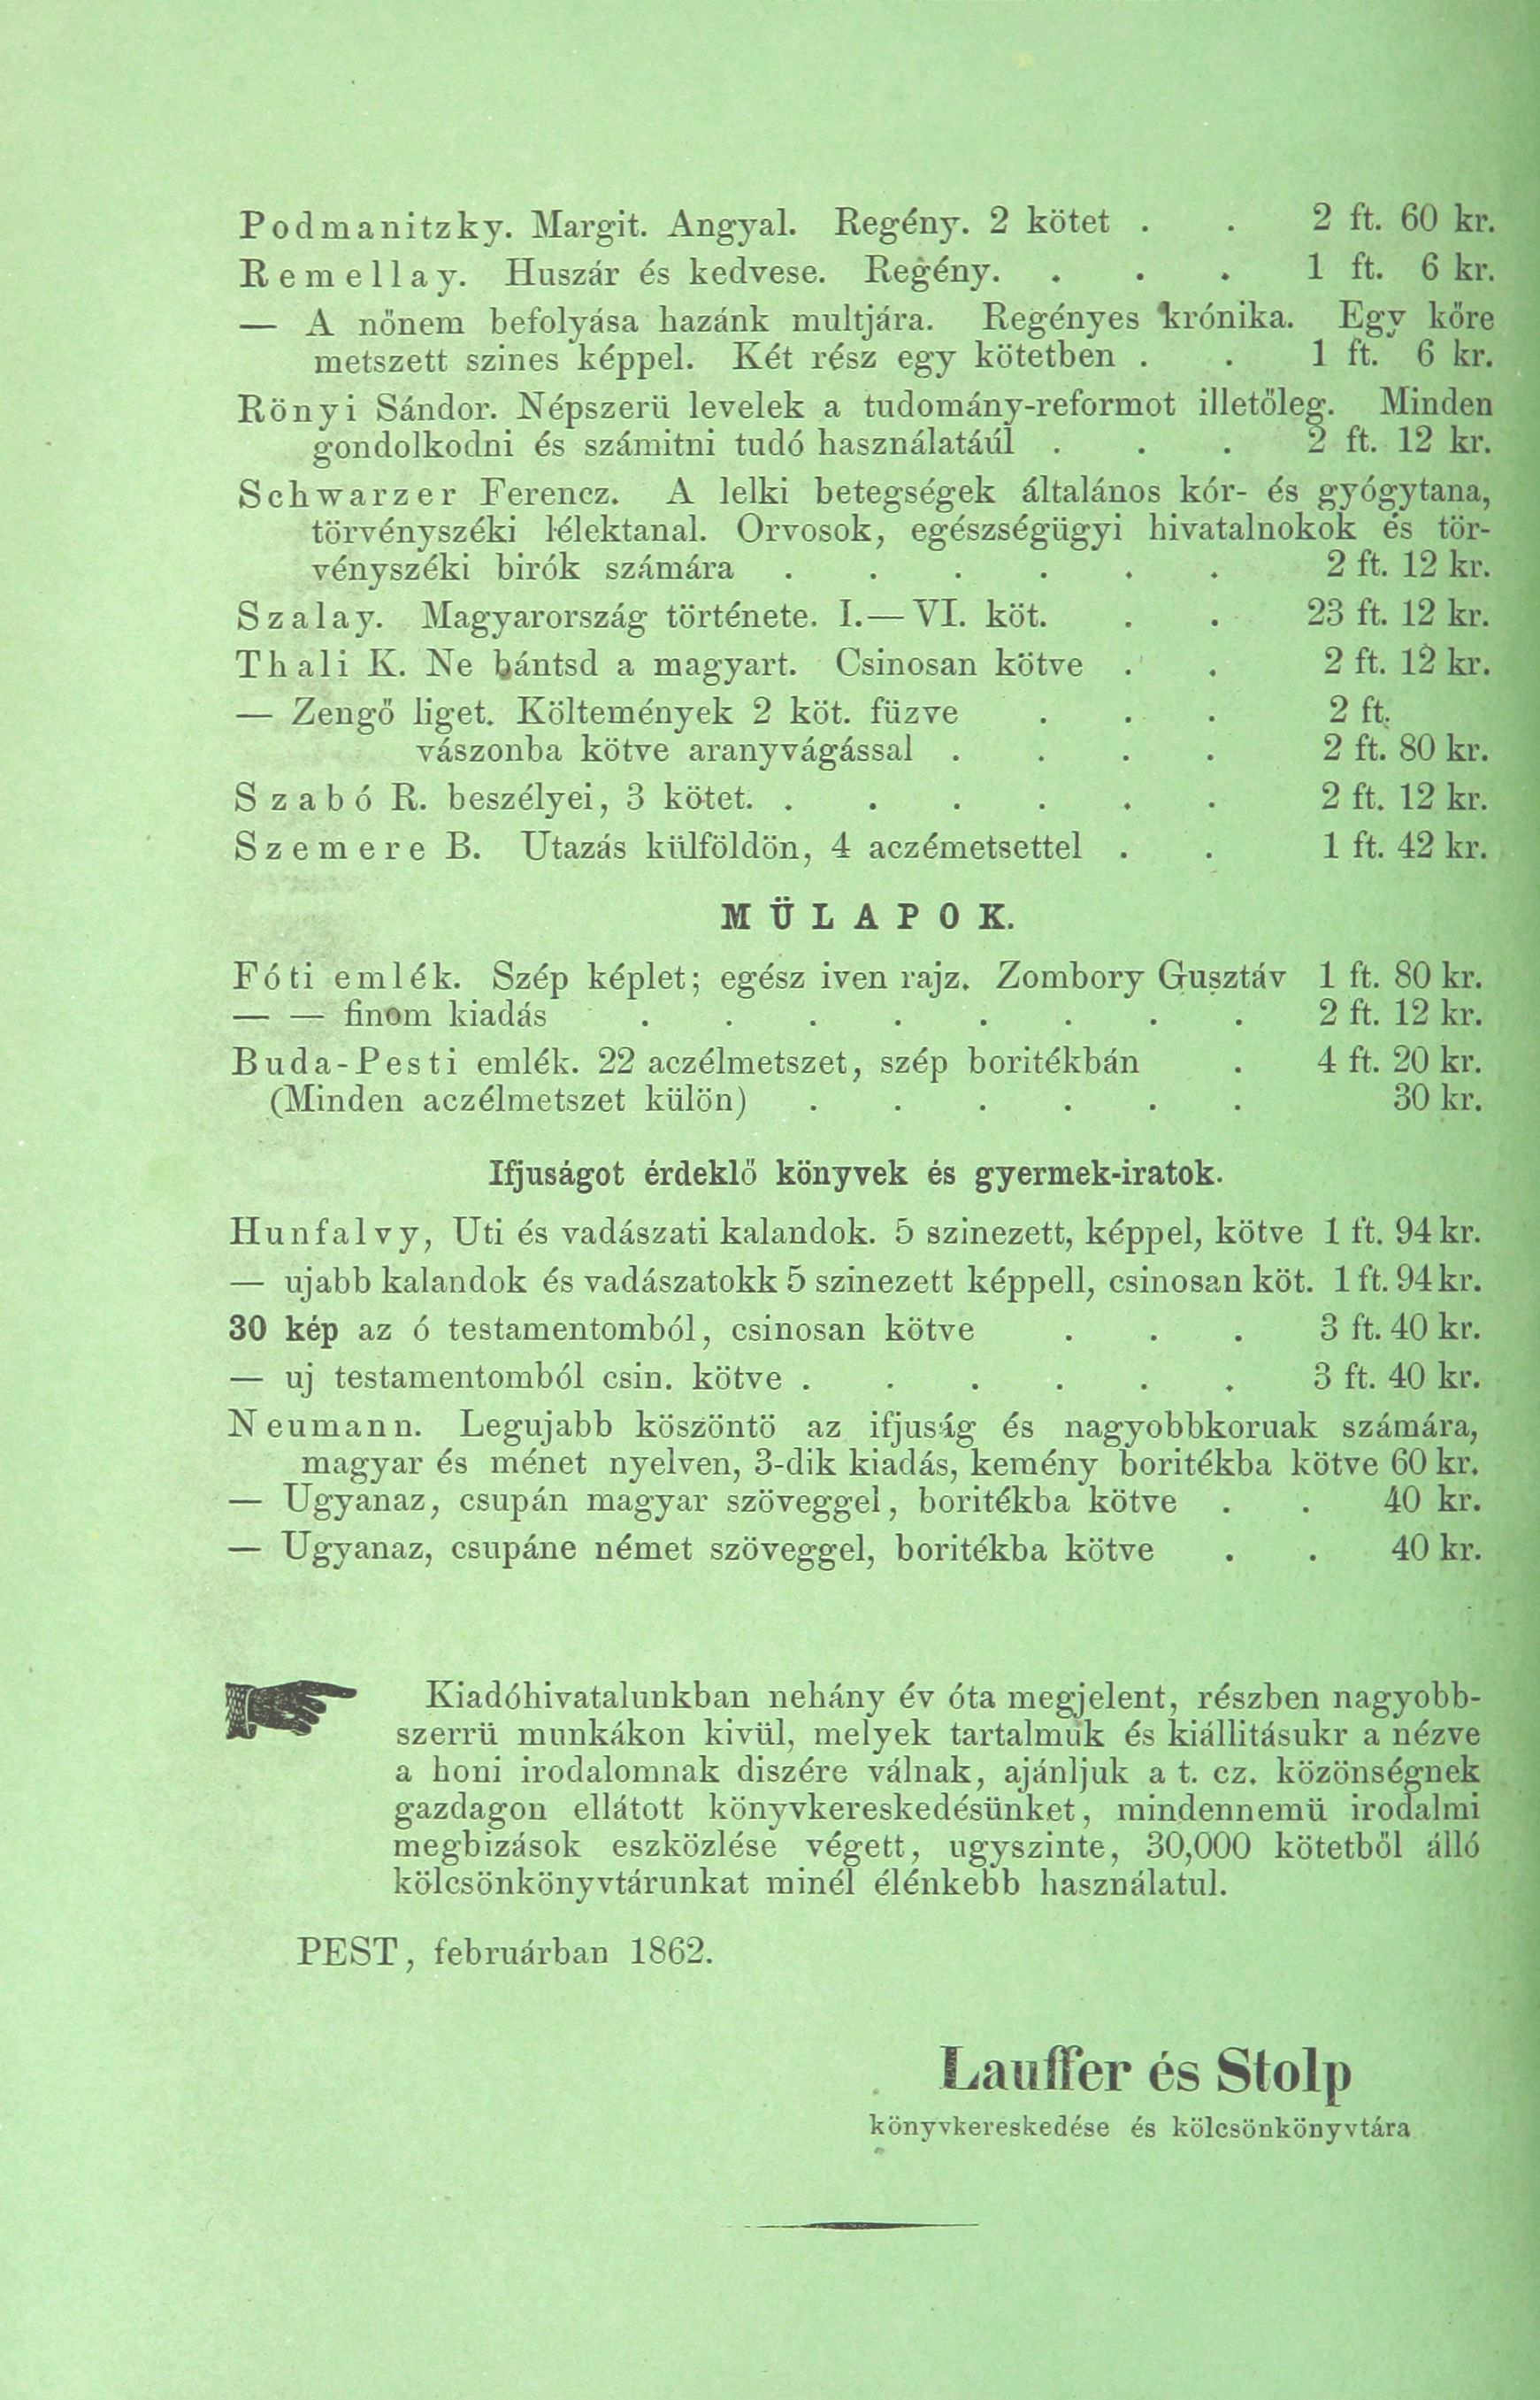 Podmanitzky. Margit. Angyal. Regény. 2 kötet . . 2 ft. 60 kr.
Remellay. Huszár és kedvese. Regény. . . . 1 ft. 6 kr.
— A nőnem befolyása hazánk multjára. Regényes krónika. Egy kőre
metszett szines képpel. Két rész egy kötetben . . 1 ft. 6 kr.
Rönyi Sándor. Népszerü levelek a tudomány-reformot illetőleg. Minden
gondolkodni és számitni tudó használatáúl . . . 2 ft. 12 kr.
Schwarzer Ferencz. A lelki betegségek általános kór- és gyógytana,
törvényszéki lélektanal. Orvosok, egészségügyi hivatalnokok és tör-
vényszéki birók számára . . . . . . 2 ft. 12 kr.
Szalay. Magyarország története. I.—VI. köt. . . 23 ft. 12 kr.
Thali K. Ne bántsd a magyart. Csinosan kötve . . 2 ft. 12 kr.
— Zengő liget. Költemények 2 köt. füzve . . . 2 ft.
vászonba kötve aranyvágással . . . . 2 ft. 80 kr.
Szabó R. beszélyei, 3 kötet. . . . . . . 2 ft. 12 kr.
Szemere B. Utazás külföldön, 4 aczémetsettel . . 1 ft. 42 kr.
MÜLAPOK.
Fóti emlék. Szép képlet; egész iven rajz. Zombory Gusztáv 1 ft. 80 kr.
— — finom kiadás . . . . . . . . 2 ft. 12 kr.
Buda-Pesti emlék. 22 aczélmetszet, szép boritékbán . 4 ft. 20 kr.
(Minden aczélmetszet külön) . . . . . . 30 kr.
Ifjuságot érdeklő könyvek és gyermek-iratok.
Hunfalvy, Uti és vadászati kalandok. 5 szinezett, képpel, kötve 1 ft. 94 kr.
— ujabb kalandok és vadászatokk 5 szinezett képpell, csinosan köt. 1 ft. 94 kr.
30 kép az ó testamentomból, csinosan kötve . . . 3 ft. 40 kr.
— uj testamentomból csin. kötve . . . . . . 3 ft. 40 kr.
Neumann. Legujabb köszöntö az ifjuság és nagyobbkoruak számára,
magyar és ménet nyelven, 3-dik kiadás, kemény boritékba kötve 60 kr.
— Ugyanaz, csupán magyar szöveggel, boritékba kötve . . 40 kr.
— Ugyanaz, csupáne német szöveggel, boritékba kötve . . 40 kr.
Kiadóhivatalunkban nehány év óta megjelent, részben nagyobb-
szerrü munkákon kivül, melyek tartalmuk és kiállitásukr a nézve
a honi irodalomnak diszére válnak, ajánljuk a t. cz. közönségnek
gazdagon ellátott könyvkereskedésünket, mindennemü irodalmi
megbizások eszközlése végett, ugyszinte, 30,000 kötetből álló
kölcsönkönyvtárunkat minél élénkebb használatul.
PEST, februárban 1862.
Lauffer és Stolp
könyvkereskedése és kölcsönkönyvtára